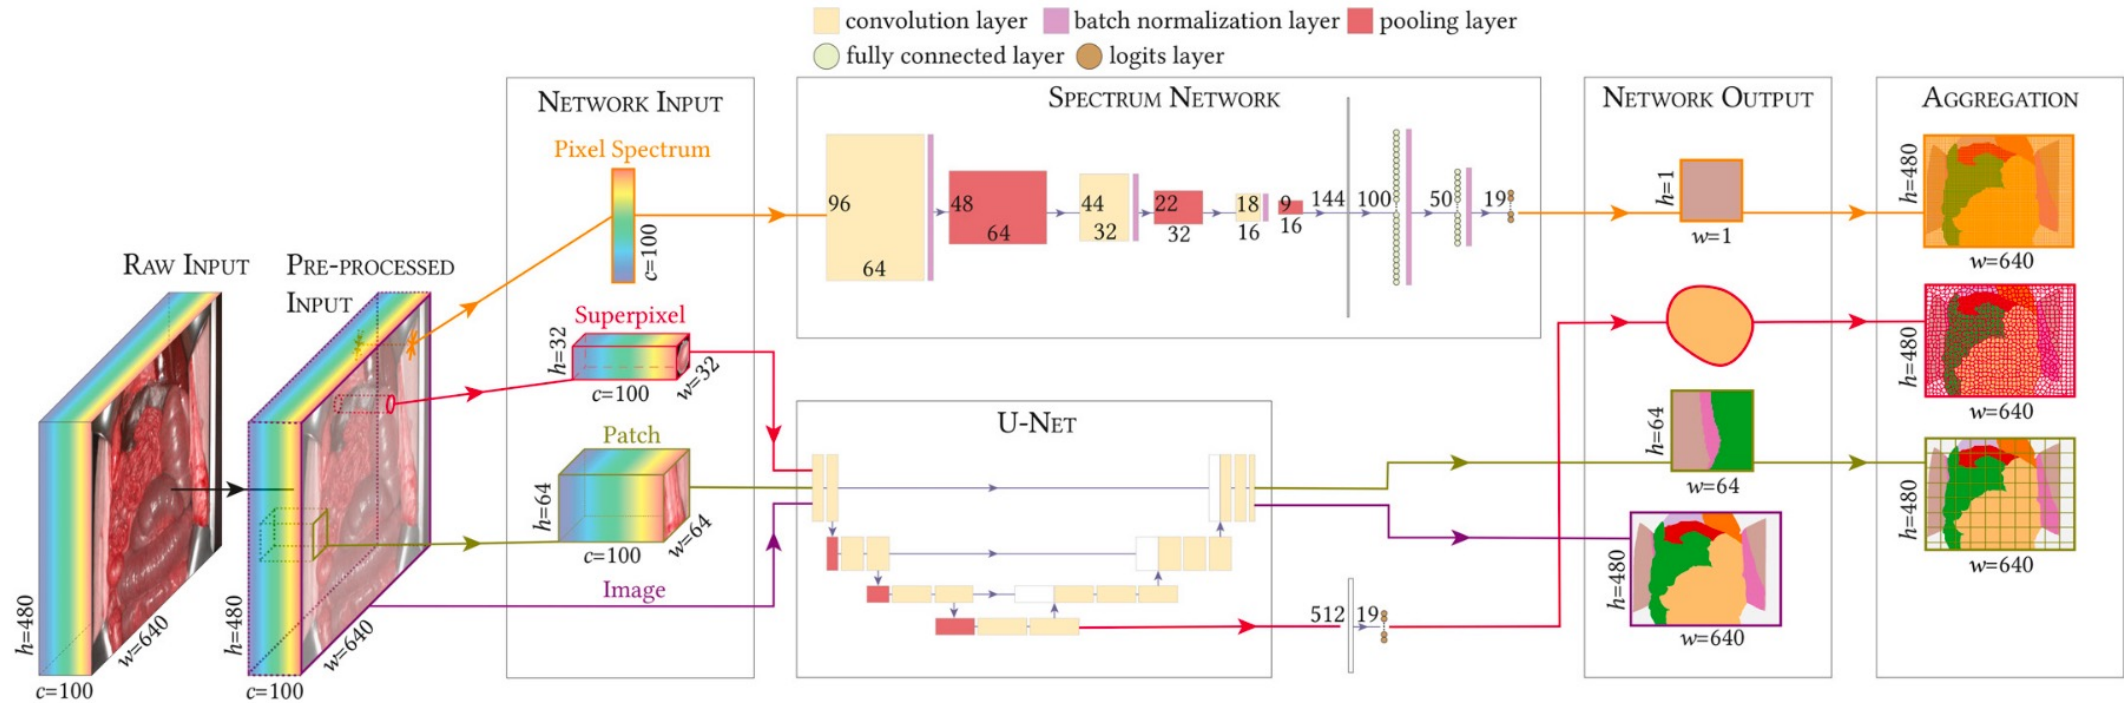 convolution layer batch normalization layer pooling layer
fully connected layer logits layer
RAW INPUT
h=480
w=640
c=100
PRE-PROCESSED
INPUT
h=480
w=640
c=100
NETWORK INPUT
Pixel Spectrum
c=100
Superpixel
h=32
c=100
w=32
Patch
h=64
c=100
w=64
Image
SPECTRUM NETWORK
96
64
48
64
44
32
22
32
18
16
9
16
144
100
50
19
U-NET
512
19
NETWORK OUTPUT
h=1
w=1
h=64
w=64
h=480
w=640
AGGREGATION
h=480
w=640
h=480
w=640
h=480
w=640